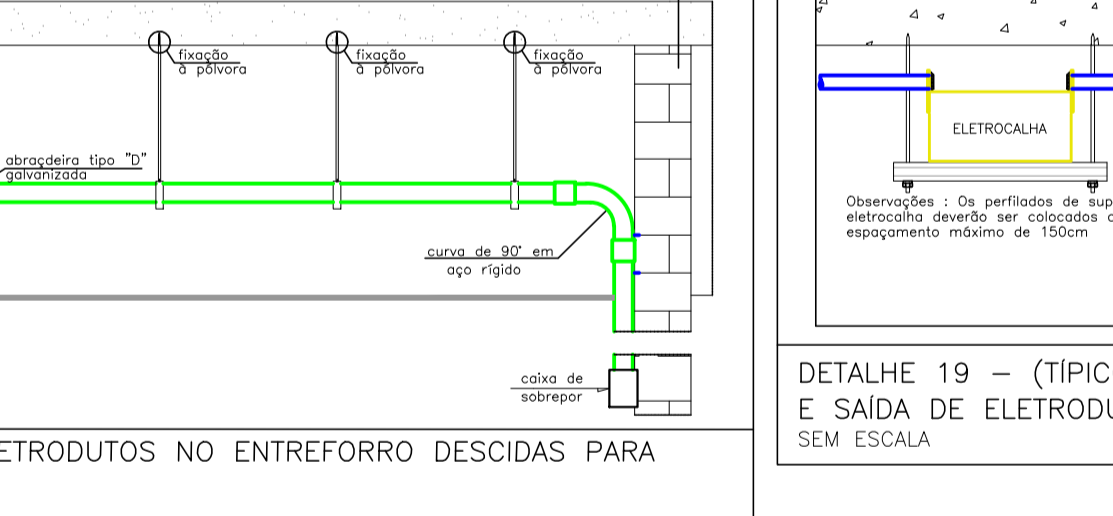 fixação
à pólvora
fixação
à pólvora
fixação
à pólvora
abraçdeira tipo "D"
galvanizada
curva de 90° em
aço rígido
caixa de
sobrepor
ETRODUTOS NO ENTREFORRO DESCIDAS PARA
ELETROCALHA
Observações : Os perfilados de sup
eletrocalha deverão ser colocados
espaçamento máximo de 150cm
DETALHE 19 – (TÍPIC
E SAÍDA DE ELETRODU
SEM ESCALA